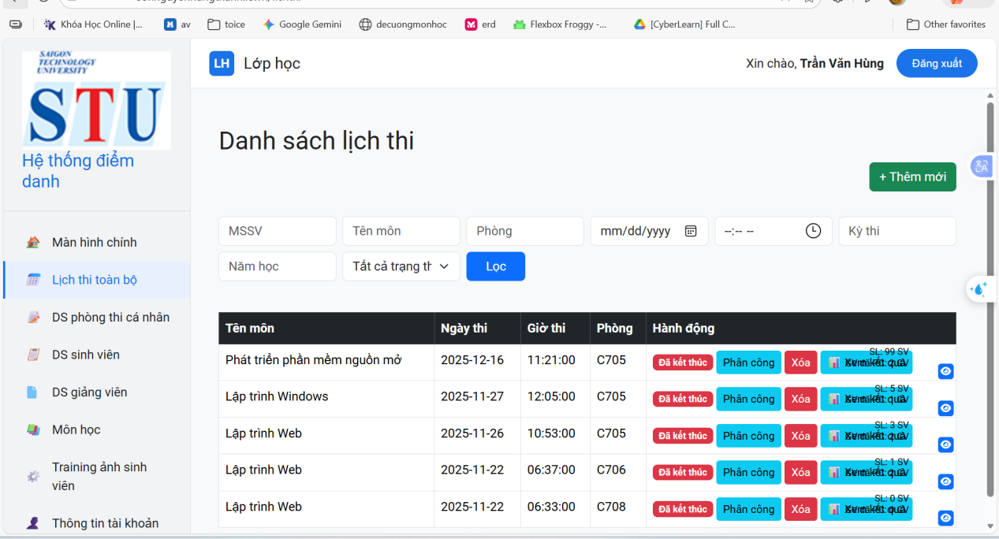 Khóa Học Online |...
av
toice
Google Gemini
decuongmonhoc
erd
Flexbox Froggy -...
[CyberLearn] Full C...
Other favorites
SAIGON
TECHNOLOGY
UNIVERSITY
STU
Hệ thống điểm
danh
LH Lớp học
Xin chào, Trần Văn Hùng
Đăng xuất
Màn hình chính
Lịch thi toàn bộ
DS phòng thi cá nhân
DS sinh viên
DS giảng viên
Môn học
Training ảnh sinh
viên
Thông tin tài khoản
Danh sách lịch thi
+ Thêm mới
MSSV Tên môn Phòng mm/dd/yyyy --:-- -- Kỳ thi
Năm học Tất cả trạng th Lọc
Tên môn Ngày thi Giờ thi Phòng Hành động
Phát triển phần mềm nguồn mở 2025-12-16 11:21:00 C705 Đã kết thúc Phân công Xóa Xem kết quả SL: 99 SV
Lập trình Windows 2025-11-27 12:05:00 C705 Đã kết thúc Phân công Xóa Xem kết quả SL: 5 SV
Lập trình Web 2025-11-26 10:53:00 C705 Đã kết thúc Phân công Xóa Xem kết quả SL: 3 SV
Lập trình Web 2025-11-22 06:37:00 C706 Đã kết thúc Phân công Xóa Xem kết quả SL: 1 SV
Lập trình Web 2025-11-22 06:33:00 C708 Đã kết thúc Phân công Xóa Xem kết quả SL: 0 SV